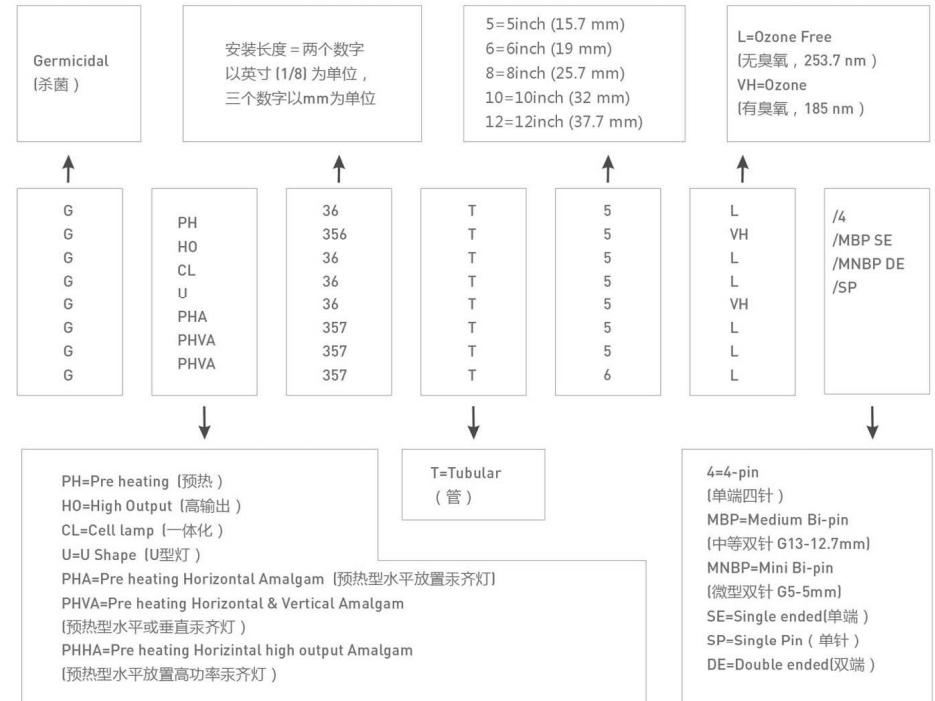 Germicidal
(杀菌）
安装长度＝两个数字
以英寸 (1/8) 为单位，
三个数字以mm为单位
5=5inch (15.7 mm)
6=6inch (19 mm)
8=8inch (25.7 mm)
10=10inch (32 mm)
12=12inch (37.7 mm)
L=Ozone Free
(无臭氧，253.7 nm）
VH=Ozone
(有臭氧，185 nm）
G
G
G
G
G
G
G
G
PH
HO
CL
U
PHA
PHVA
PHVA
36
356
36
36
36
357
357
357
T
T
T
T
T
T
T
T
5
5
5
5
5
5
5
6
L
VH
L
L
VH
L
L
L
/4
/MBP SE
/MNBP DE
/SP
PH=Pre heating (预热）
HO=High Output (高输出）
CL=Cell lamp (一体化）
U=U Shape (U型灯）
PHA=Pre heating Horizontal Amalgam (预热型水平放置汞齐灯)
PHVA=Pre heating Horizontal & Vertical Amalgam
(预热型水平或垂直汞齐灯）
PHHA=Pre heating Horizintal high output Amalgam
(预热型水平放置高功率汞齐灯）
T=Tubular
（管）
4=4-pin
(单端四针）
MBP=Medium Bi-pin
(中等双针 G13-12.7mm)
MNBP=Mini Bi-pin
(微型双针 G5-5mm)
SE=Single ended(单端）
SP=Single Pin（单针）
DE=Double ended(双端）